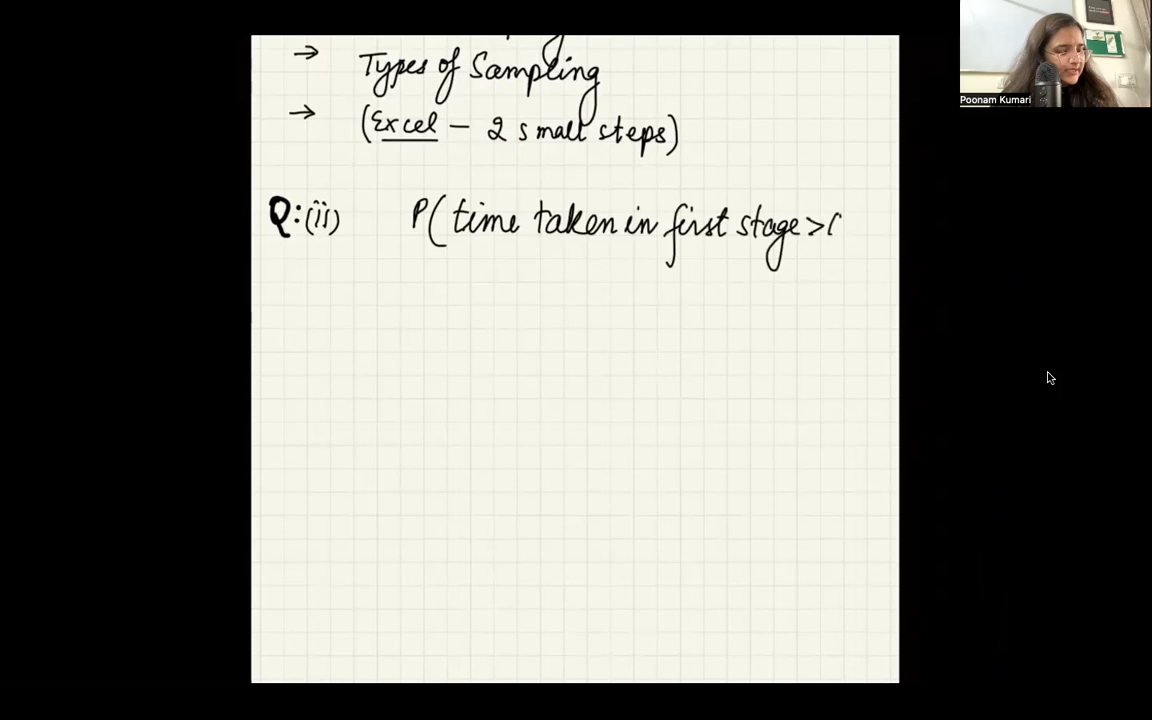 Poonam Kumari
→ Types of Sampling
→ (Excel – 2 small steps)
Q:(ii) P(time taken in first stage >(